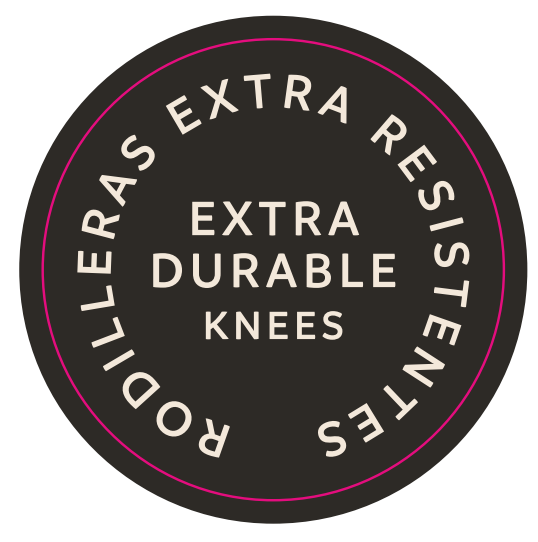 RODILLERAS EXTRA RESISTENTES
EXTRA
DURABLE
KNEES